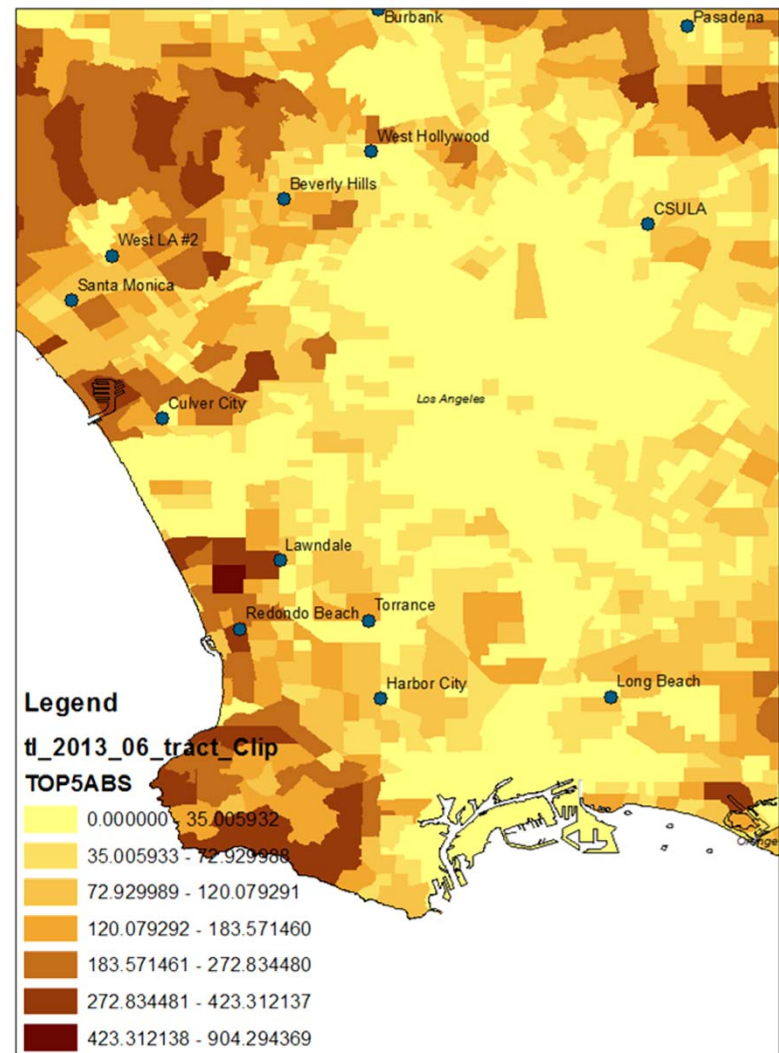 Burbank
Pasadena
West Hollywood
Beverly Hills
CSULA
West LA #2
Santa Monica
Los Angeles
Culver City
Lawndale
Redondo Beach
Torrance
Harbor City
Long Beach
Orange
Legend
tl_2013_06_tract_Clip
TOP5ABS
0.000000 - 35.005932
35.005933 - 72.929988
72.929989 - 120.079291
120.079292 - 183.571460
183.571461 - 272.834480
272.834481 - 423.312137
423.312138 - 904.294369